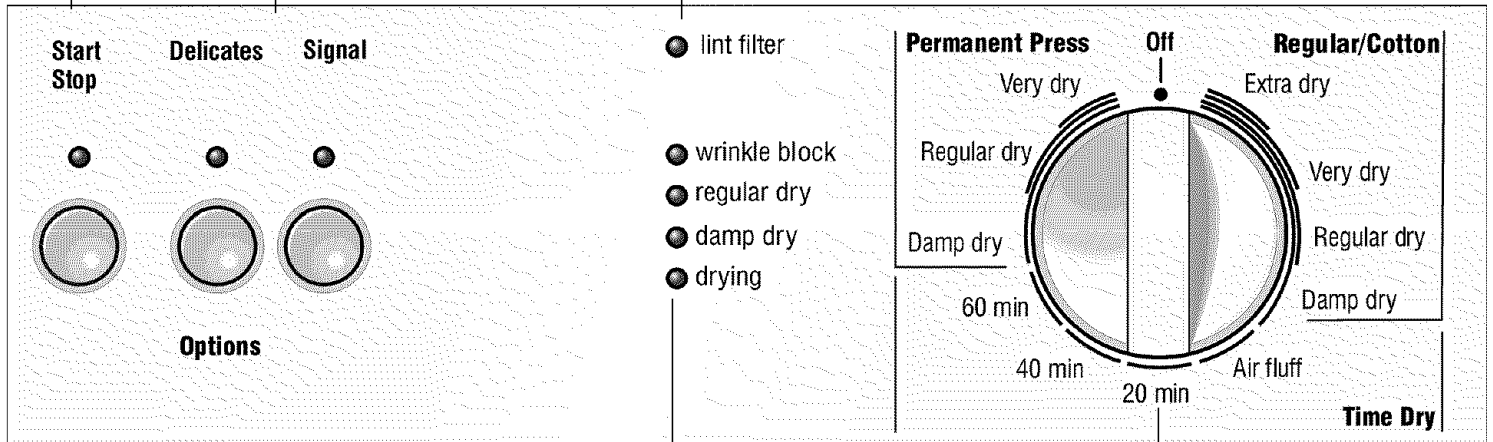 Start
Stop
Delicates
Signal
Options
lint filter
wrinkle block
regular dry
damp dry
drying
Permanent Press
Off
Regular/Cotton
Very dry
Extra dry
Regular dry
Very dry
Damp dry
Regular dry
60 min
Damp dry
40 min
Air fluff
20 min
Time Dry